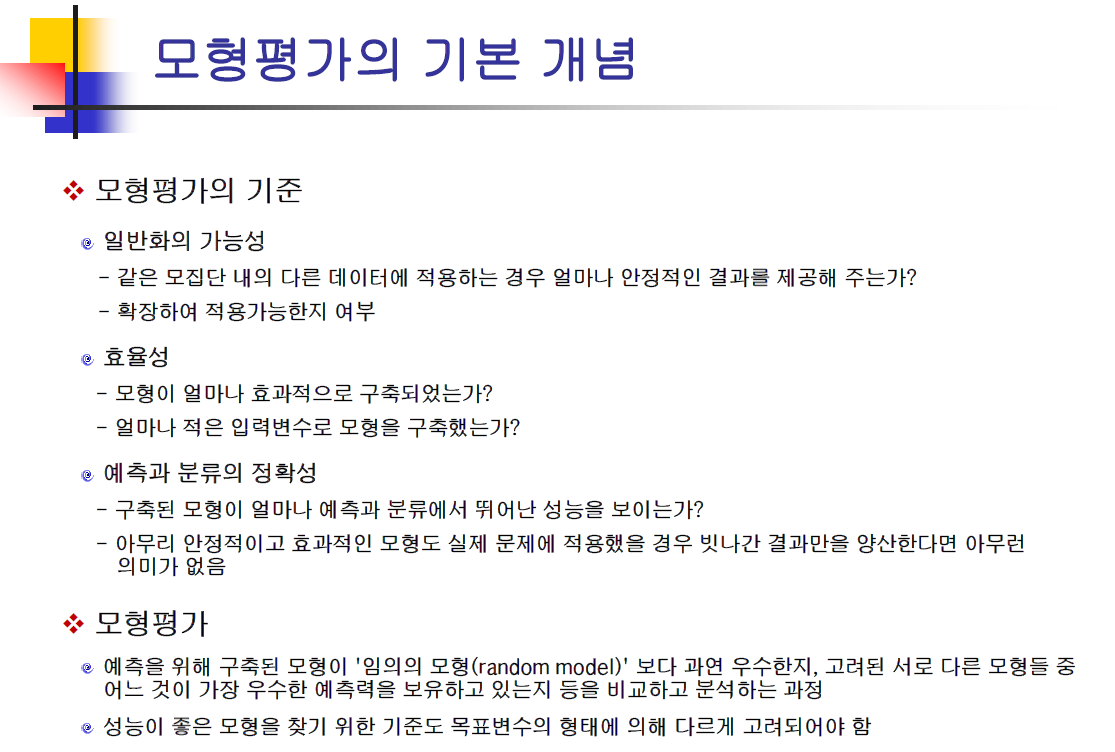 모형평가의 기본 개념
모형평가의 기준
일반화의 가능성
- 같은 모집단 내의 다른 데이터에 적용하는 경우 얼마나 안정적인 결과를 제공해 주는가?
- 확장하여 적용가능한지 여부
효율성
- 모형이 얼마나 효과적으로 구축되었는가?
- 얼마나 적은 입력변수로 모형을 구축했는가?
예측과 분류의 정확성
- 구축된 모형이 얼마나 예측과 분류에서 뛰어난 성능을 보이는가?
- 아무리 안정적이고 효과적인 모형도 실제 문제에 적용했을 경우 빗나간 결과만을 양산한다면 아무런
의미가 없음
모형평가
예측을 위해 구축된 모형이 '임의의 모형(random model)' 보다 과연 우수한지, 고려된 서로 다른 모형들 중
어느 것이 가장 우수한 예측력을 보유하고 있는지 등을 비교하고 분석하는 과정
성능이 좋은 모형을 찾기 위한 기준도 목표변수의 형태에 의해 다르게 고려되어야 함